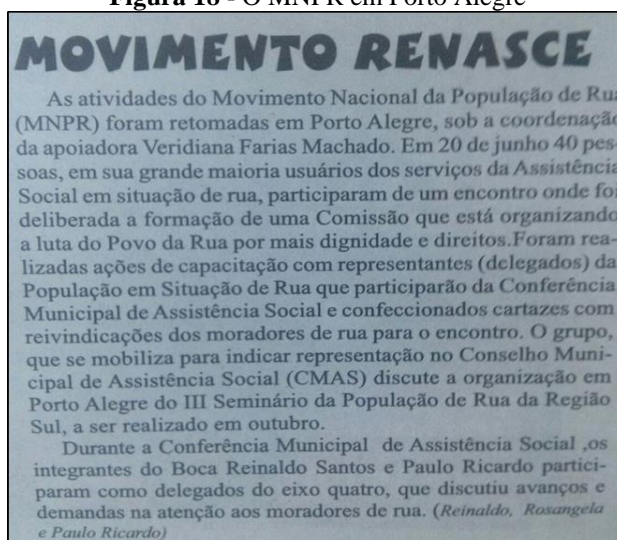 Figura 18 - O MNPR em Porto Alegre
MOVIMENTO RENASCE
As atividades do Movimento Nacional da População de Rua
(MNPR) foram retomadas em Porto Alegre, sob a coordenação
da apoiadora Veridiana Farias Machado. Em 20 de junho 40 pes-
soas, em sua grande maioria usuários dos serviços da Assistência
Social em situação de rua, participaram de um encontro onde foi
deliberada a formação de uma Comissão que está organizando
a luta do Povo da Rua por mais dignidade e direitos.Foram rea-
lizadas ações de capacitação com representantes (delegados) da
População em Situação de Rua que participarão da Conferência
Municipal de Assistência Social e confeccionados cartazes com
reivindicações dos moradores de rua para o encontro. O grupo,
que se mobiliza para indicar representação no Conselho Muni-
cipal de Assistência Social (CMAS) discute a organização em
Porto Alegre do III Seminário da População de Rua da Região
Sul, a ser realizado em outubro.
Durante a Conferência Municipal de Assistência Social ,os
integrantes do Boca Reinaldo Santos e Paulo Ricardo partici-
param como delegados do eixo quatro, que discutiu avanços e
demandas na atenção aos moradores de rua. (Reinaldo, Rosangela
e Paulo Ricardo)